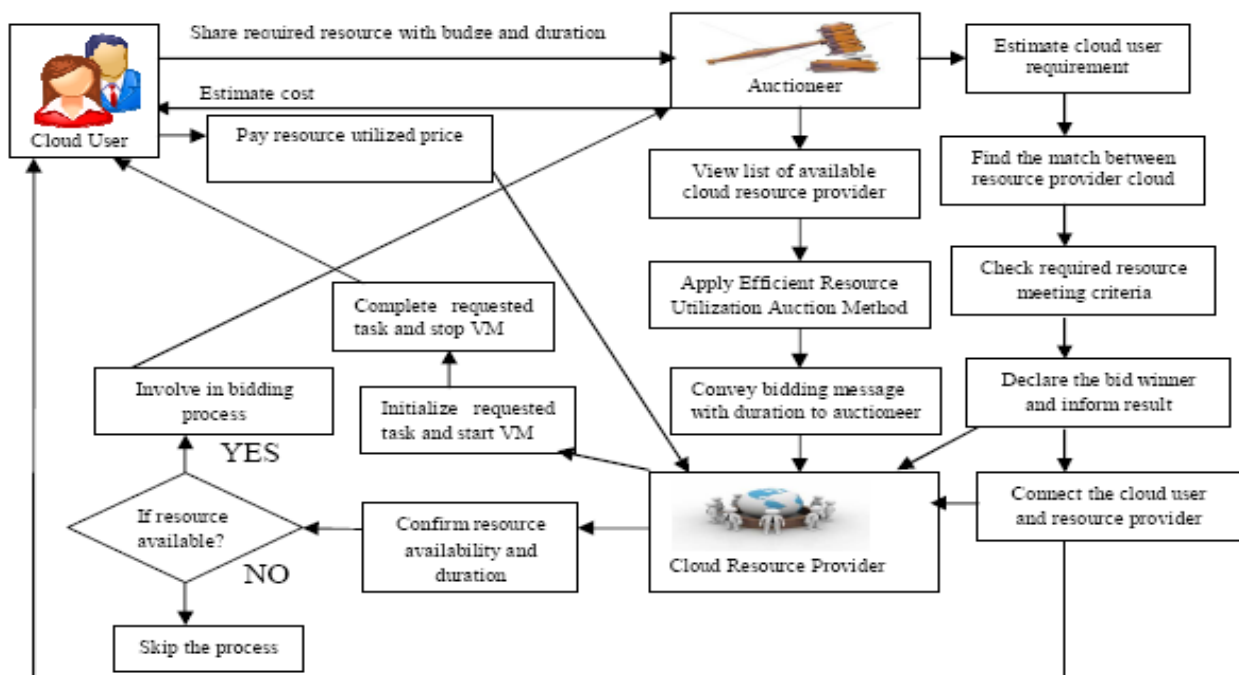 Share required resource with budge and duration
Estimate cost
Cloud User
Pay resource utilized price
Auctioneer
Estimate cloud user
requirement
View list of available
cloud resource provider
Find the match between
resource provider cloud
Apply Efficient Resource
Utilization Auction Method
Check required resource
meeting criteria
Complete requested
task and stop VM
Involve in bidding
process
Initialize requested
task and start VM
Convey bidding message
with duration to auctioneer
Declare the bid winner
and inform result
YES
If resource
available?
NO
Confirm resource
availability and
duration
Cloud Resource Provider
Connect the cloud user
and resource provider
Skip the process